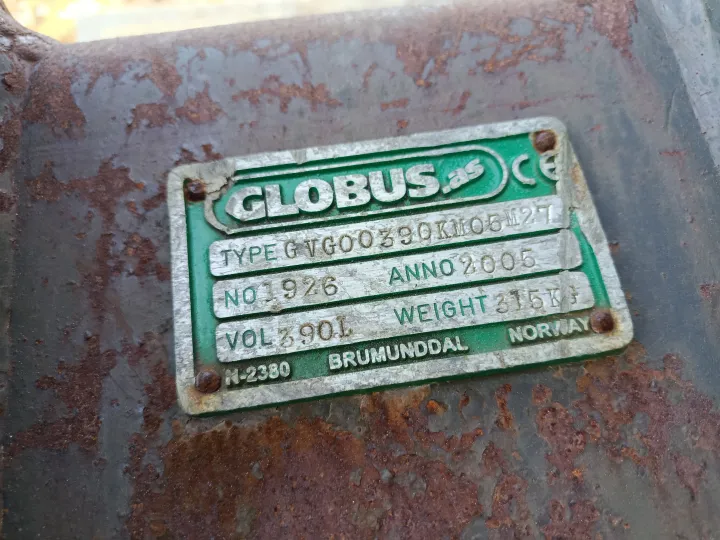 GLOBUS.as CE
TYPE GVG00390KM05M27
NO 1926 ANNO 2005
VOL 390L WEIGHT 315KG
N-2380 BRUMUNDDAL NORWAY